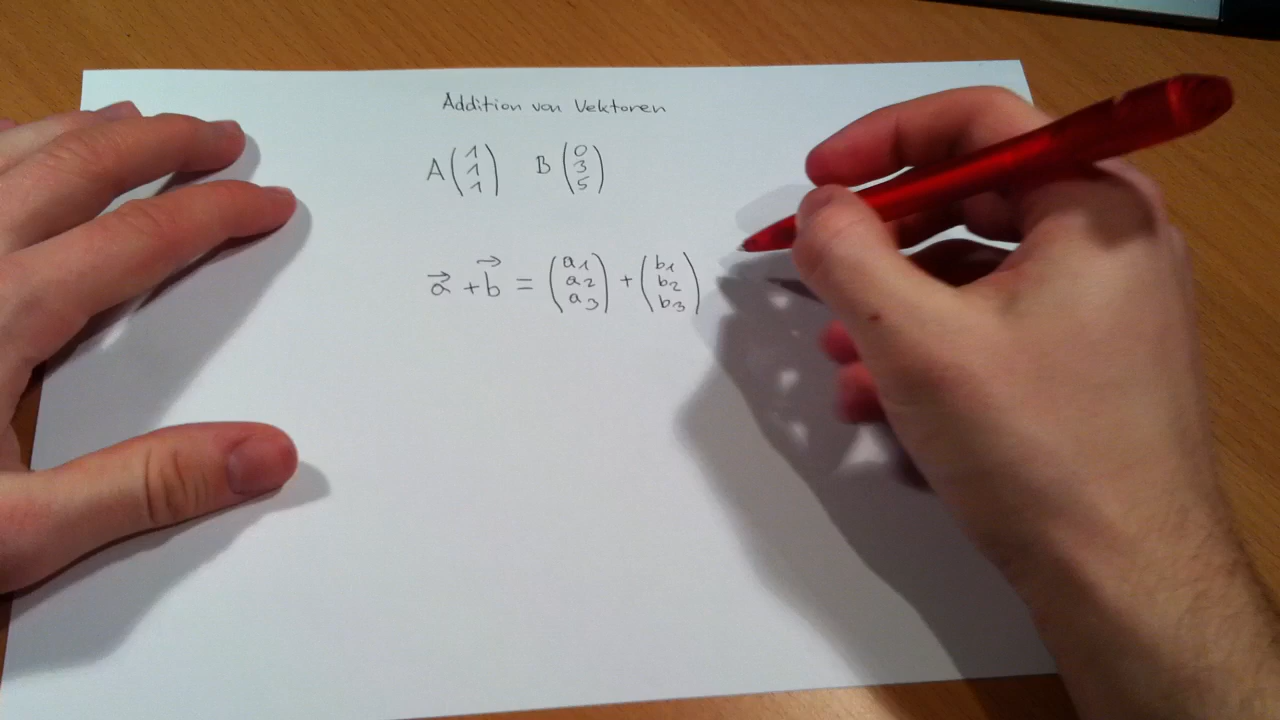 Addition von Vektoren
A(1 1 1) B(0 3 5)
a⃗ + b⃗ = (a₁ a₂ a₃) + (b₁ b₂ b₃)